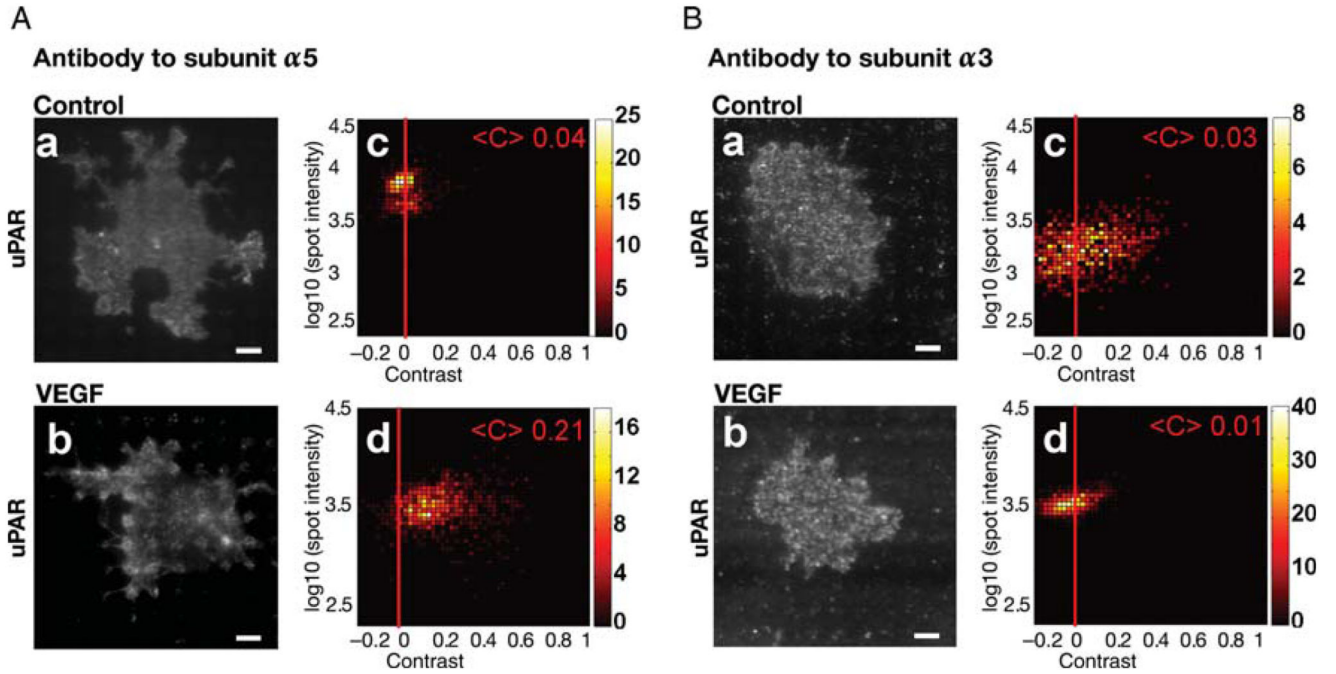 A
Antibody to subunit α5
Control
a
uPAR
c
<C> 0.04
log10 (spot intensity)
4.5
4
3.5
3
2.5
–0.2 0 0.2 0.4 0.6 0.8 1
Contrast
25
20
15
10
5
0
VEGF
b
uPAR
d
<C> 0.21
log10 (spot intensity)
4.5
3.5
2.5
–0.2 0 0.2 0.4 0.6 0.8 1
Contrast
16
12
8
4
0
B
Antibody to subunit α3
Control
a
uPAR
c
<C> 0.03
log10 (spot intensity)
4.5
4
3.5
3
2.5
–0.2 0 0.2 0.4 0.6 0.8 1
Contrast
8
6
4
2
0
VEGF
b
uPAR
d
<C> 0.01
log10 (spot intensity)
4.5
3.5
2.5
–0.2 0 0.2 0.4 0.6 0.8 1
Contrast
40
30
20
10
0